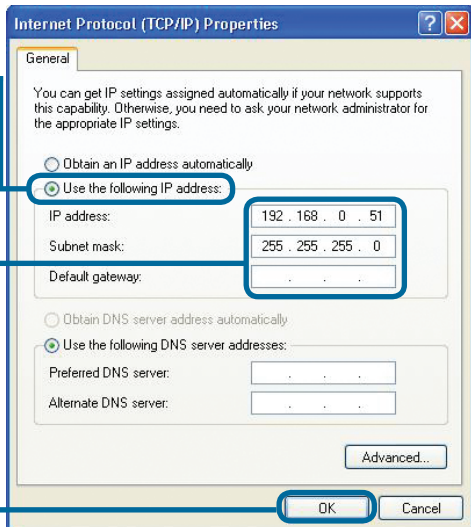 Internet Protocol (TCP/IP) Properties
General
You can get IP settings assigned automatically if your network supports
this capability. Otherwise, you need to ask your network administrator for
the appropriate IP settings.
Obtain an IP address automatically
Use the following IP address:
IP address: 192 . 168 . 0 . 51
Subnet mask: 255 . 255 . 255 . 0
Default gateway: . . .
Obtain DNS server address automatically
Use the following DNS server addresses:
Preferred DNS server: . . .
Alternate DNS server: . . .
Advanced...
OK Cancel